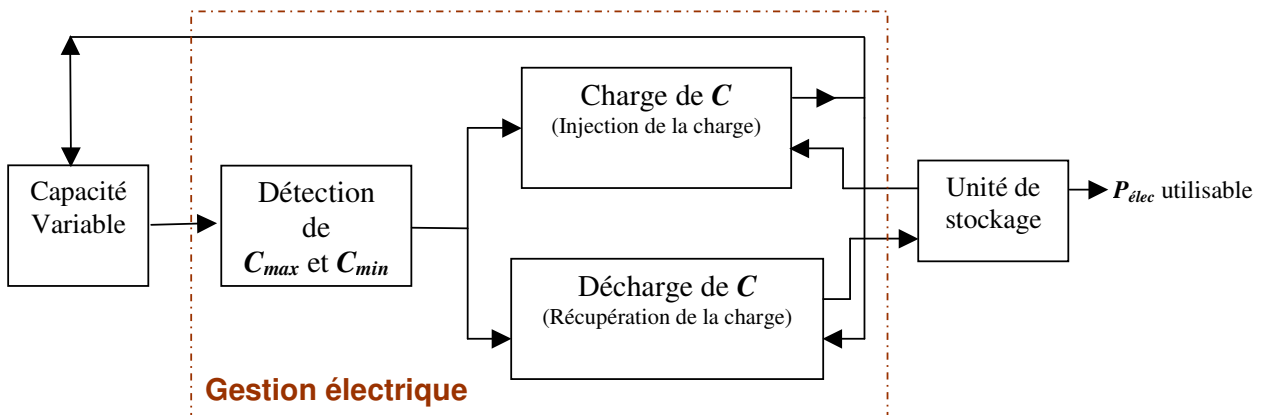 Charge de C
(Injection de la charge)
Capacité
Variable
Détection
de
Cmax et Cmin
Unité de
stockage
Pélec utilisable
Décharge de C
(Récupération de la charge)
Gestion électrique